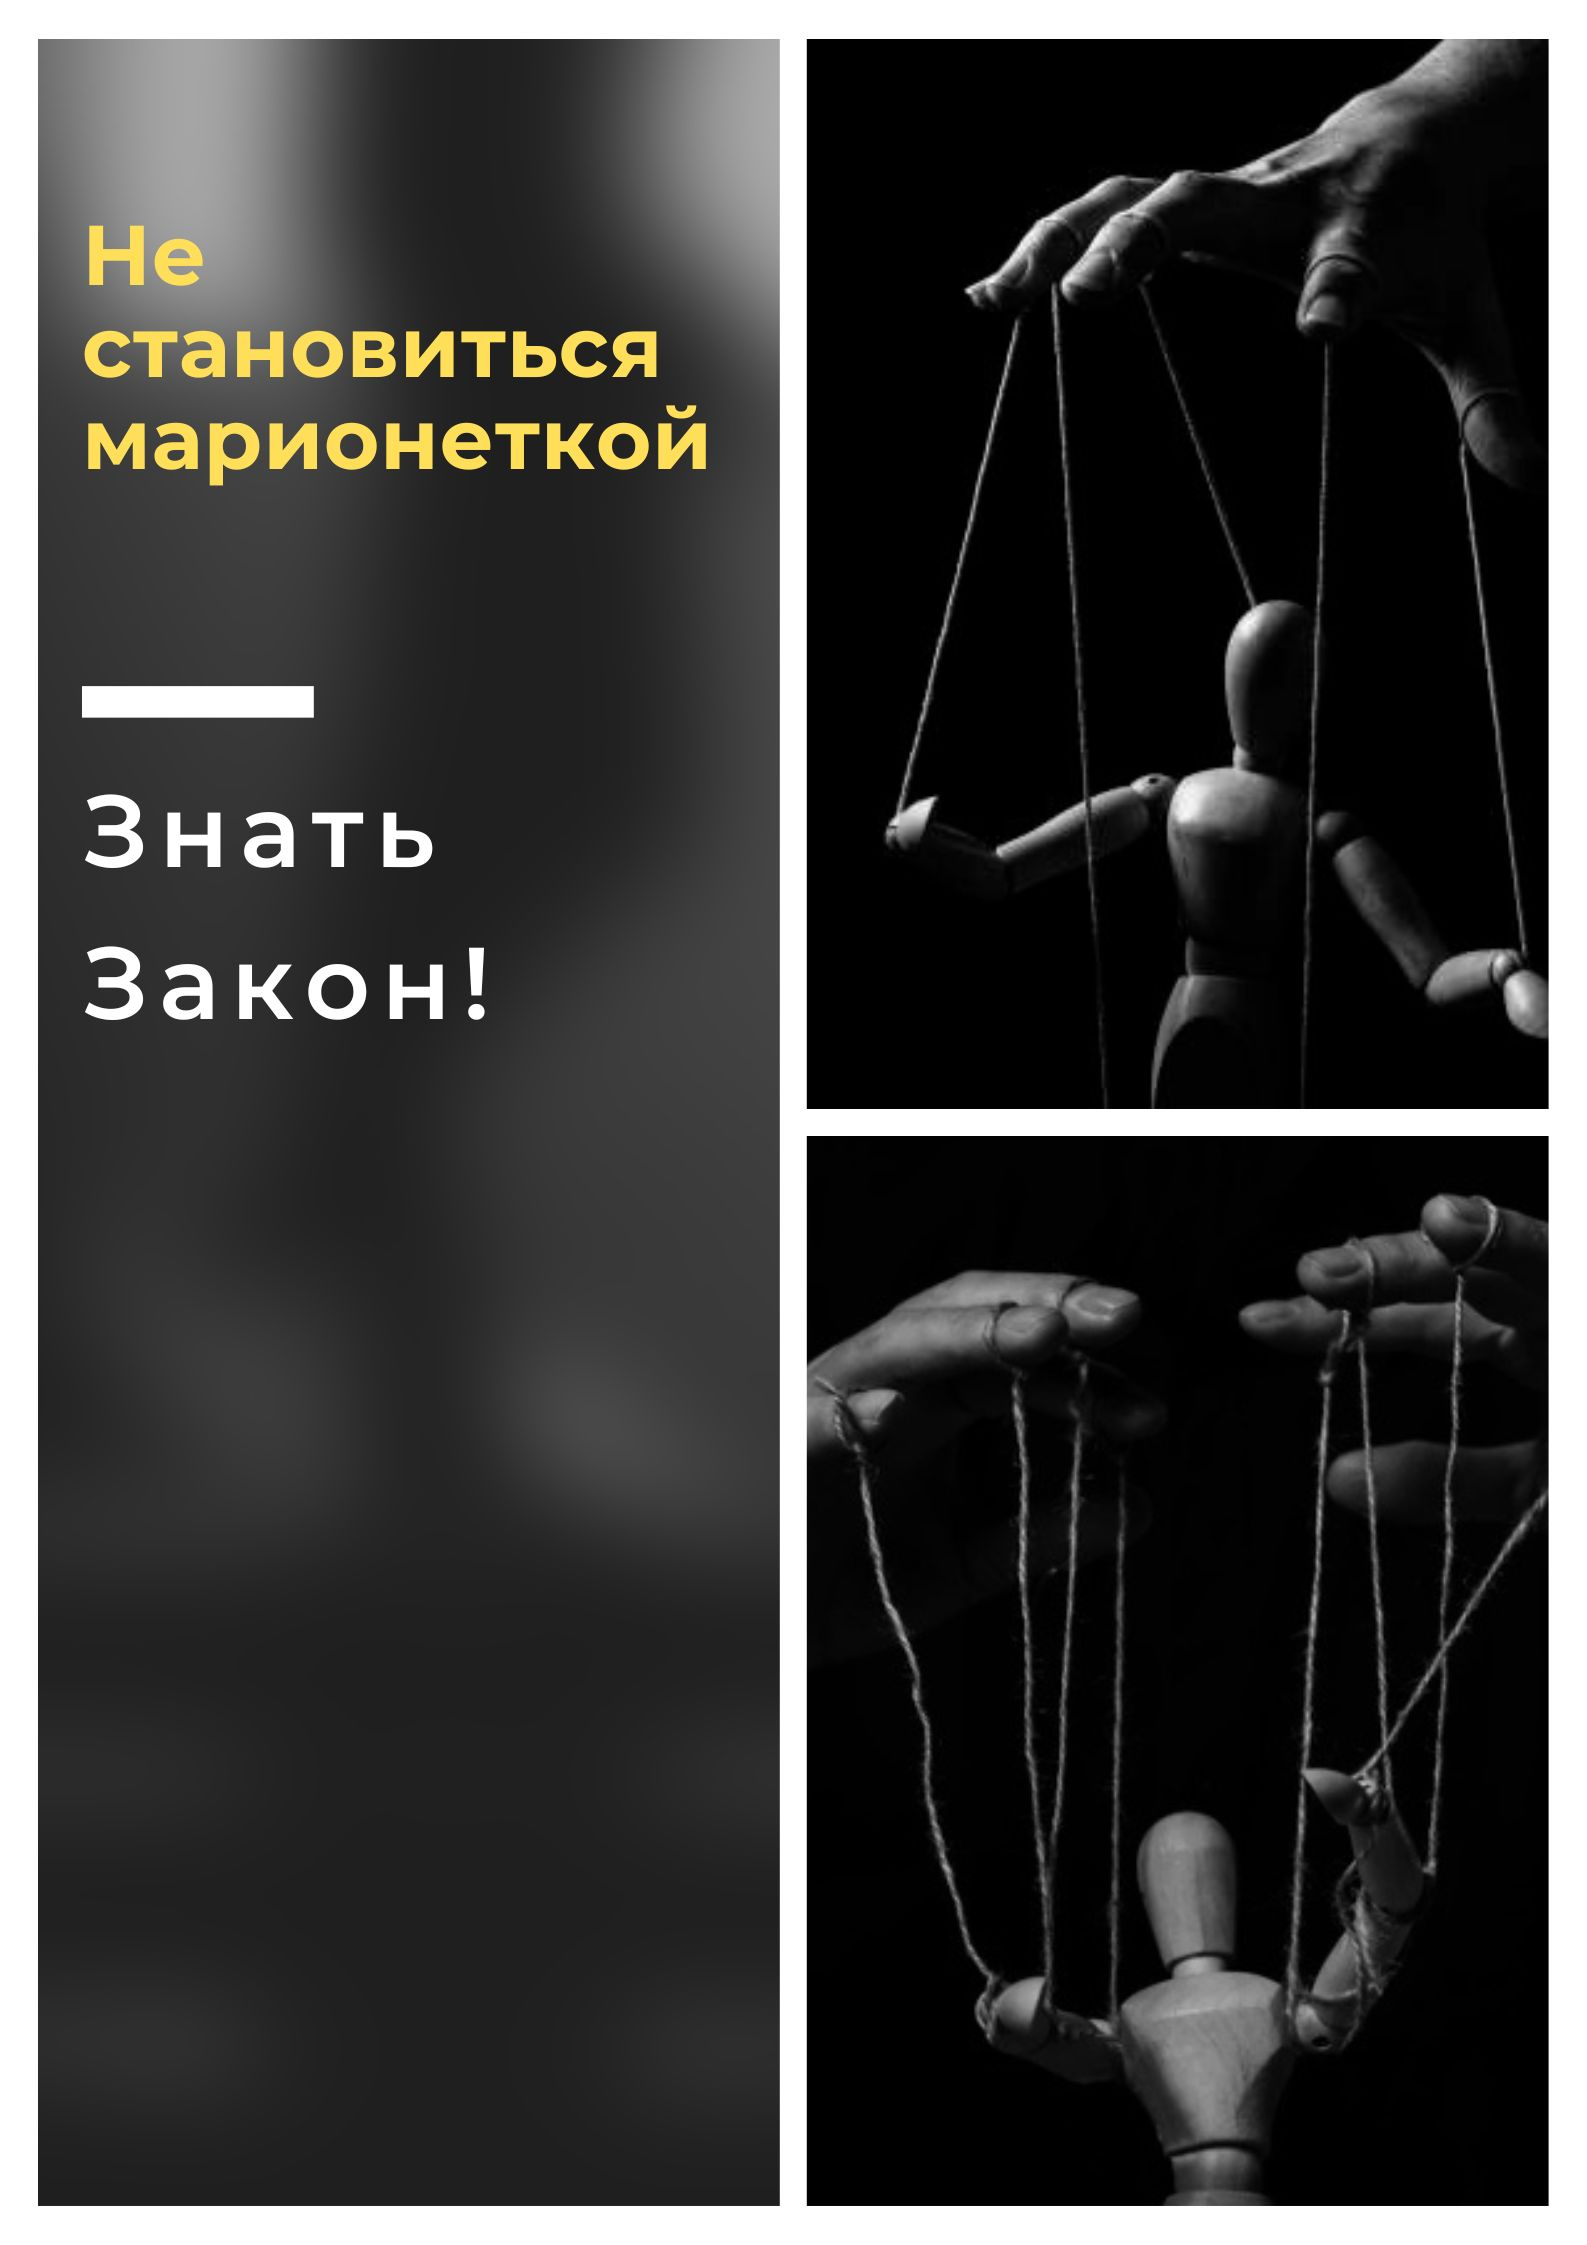 Не
становиться
марионеткой
Знать
Закон!